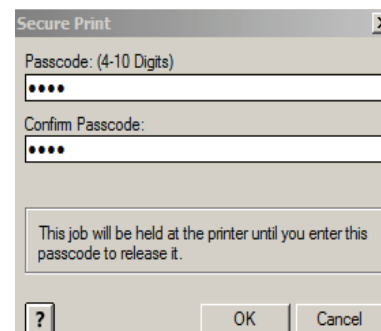 Secure Print
Passcode: (4-10 Digits)
••••
Confirm Passcode:
••••
This job will be held at the printer until you enter this
passcode to release it.
?
OK Cancel